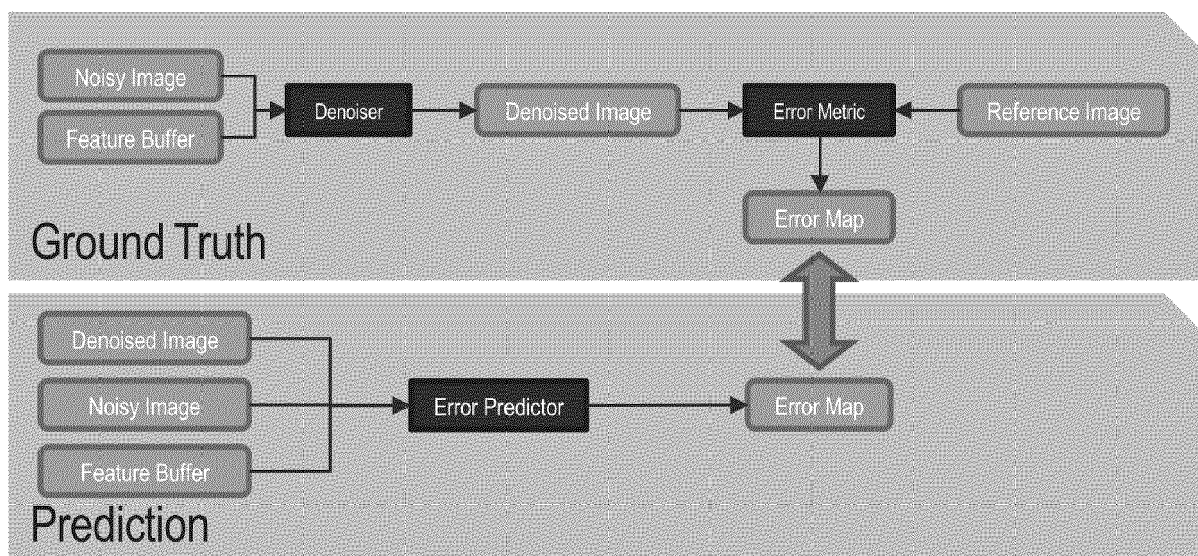 Noisy Image
Feature Buffer
Denoiser
Denoised Image
Error Metric
Reference Image
Error Map
Ground Truth
Denoised Image
Noisy Image
Feature Buffer
Error Predictor
Error Map
Prediction